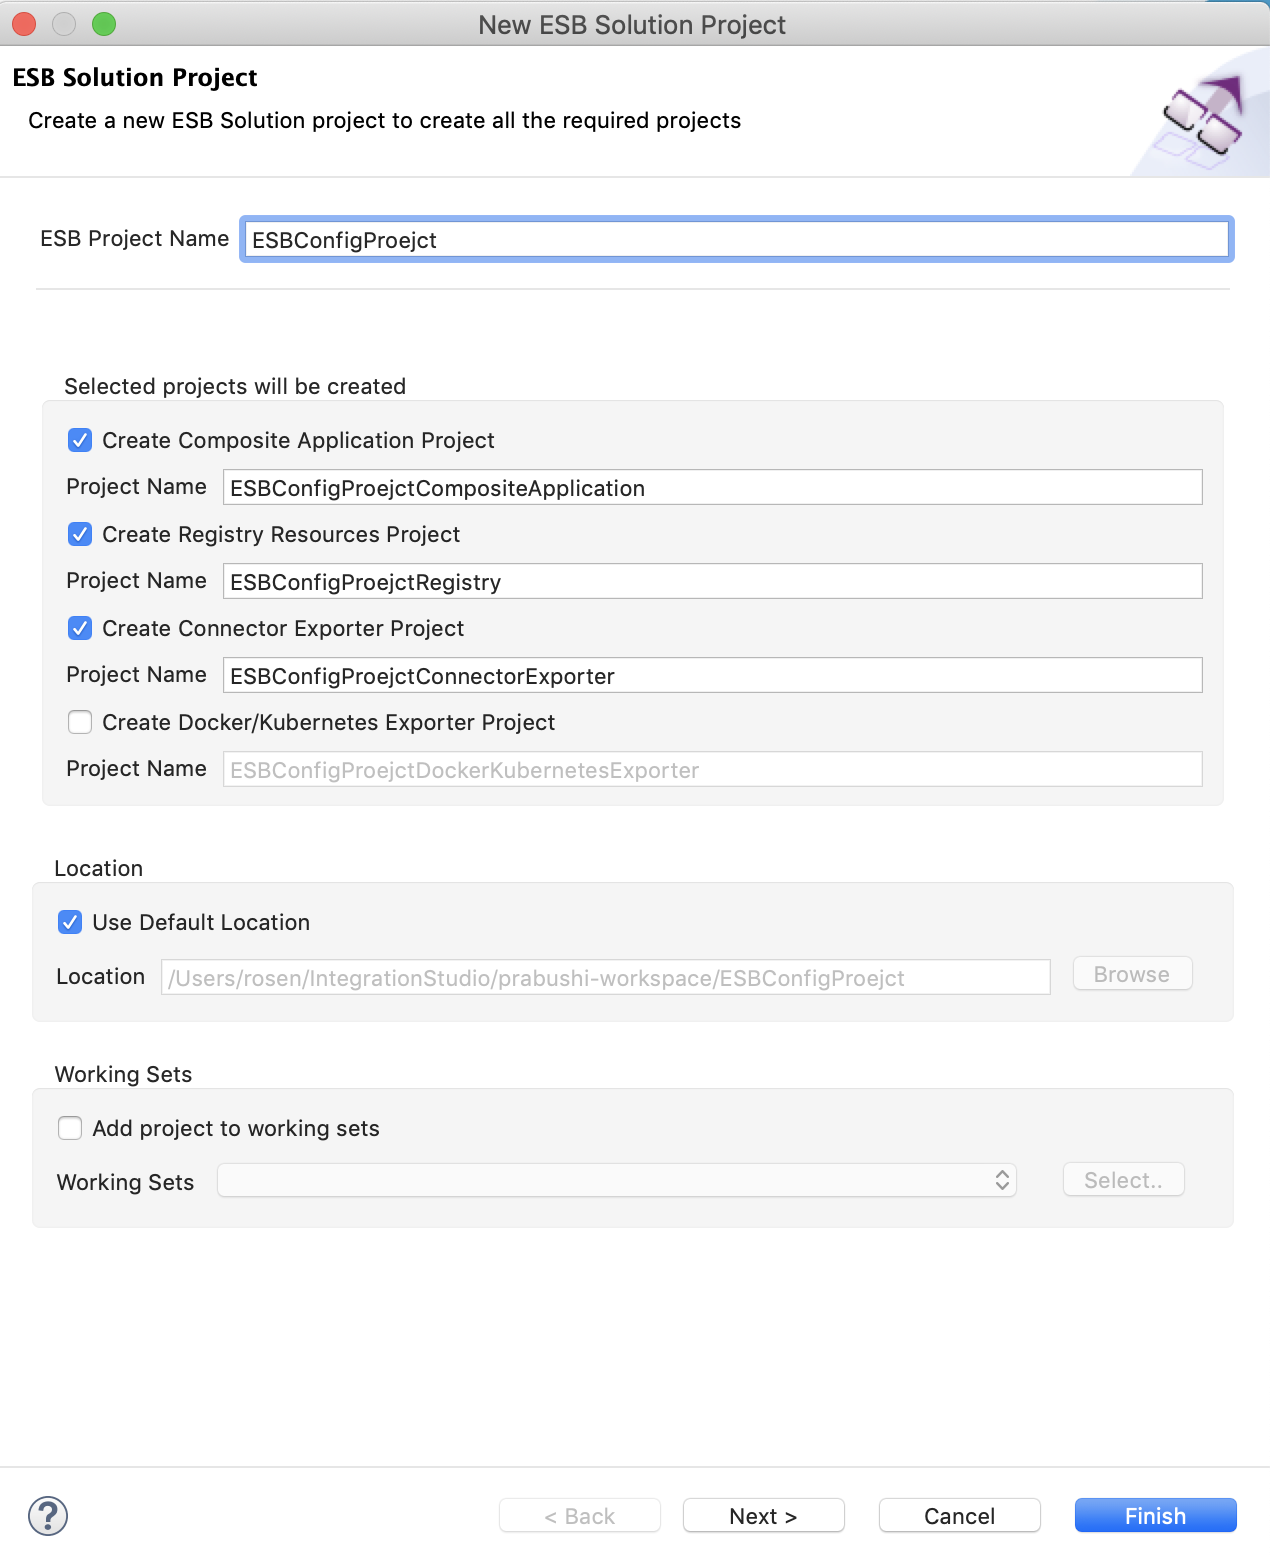 New ESB Solution Project
ESB Solution Project
Create a new ESB Solution project to create all the required projects
ESB Project Name ESBConfigProejct
Selected projects will be created
Create Composite Application Project
Project Name ESBConfigProejctCompositeApplication
Create Registry Resources Project
Project Name ESBConfigProejctRegistry
Create Connector Exporter Project
Project Name ESBConfigProejctConnectorExporter
Create Docker/Kubernetes Exporter Project
Project Name ESBConfigProejctDockerKubernetesExporter
Location
Use Default Location
Location /Users/rosen/IntegrationStudio/prabushi-workspace/ESBConfigProejct Browse
Working Sets
Add project to working sets
Working Sets Select..
? < Back Next > Cancel Finish